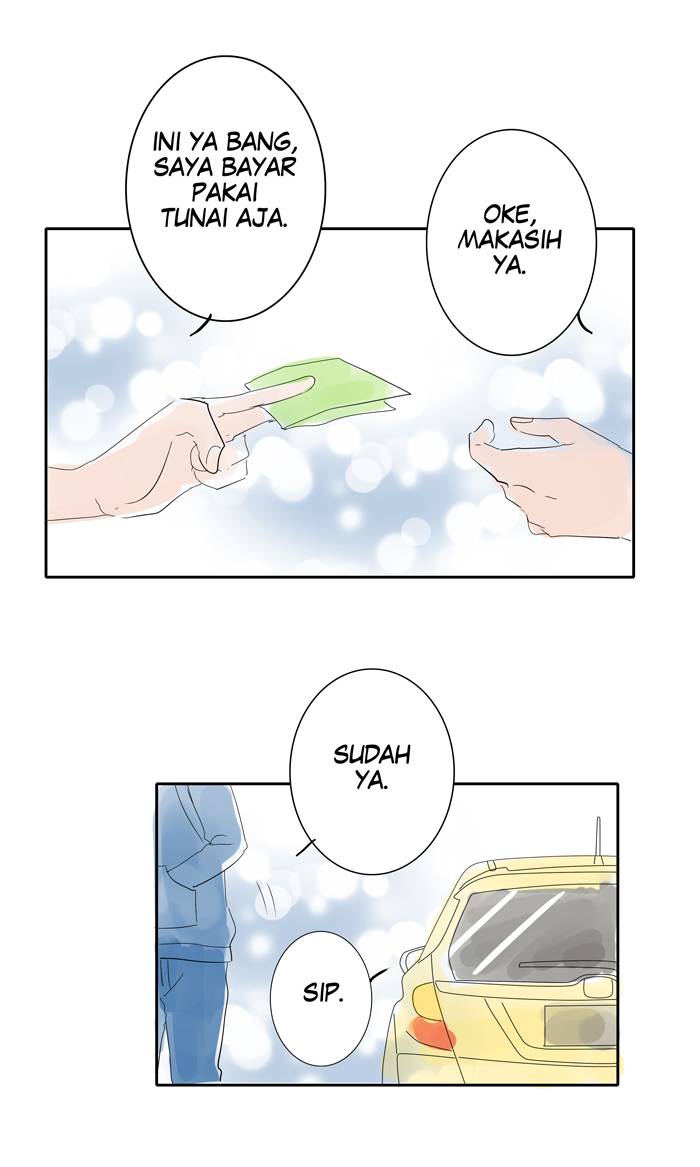 INI YA BANG,
SAYA BAYAR
PAKAI
TUNAI AJA.
OKE,
MAKASIH
YA.
SUDAH
YA.
SIP.